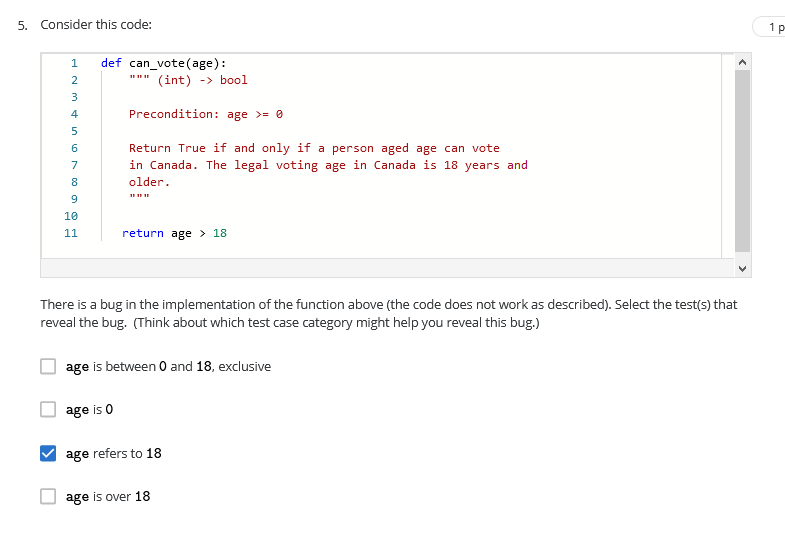 5. Consider this code:
1 p
1 def can_vote(age):
2 """ (int) -> bool
3
4 Precondition: age >= 0
5
6 Return True if and only if a person aged age can vote
7 in Canada. The legal voting age in Canada is 18 years and
8 older.
9 """
10
11 return age > 18
There is a bug in the implementation of the function above (the code does not work as described). Select the test(s) that
reveal the bug. (Think about which test case category might help you reveal this bug.)
age is between 0 and 18, exclusive
age is 0
age refers to 18
age is over 18